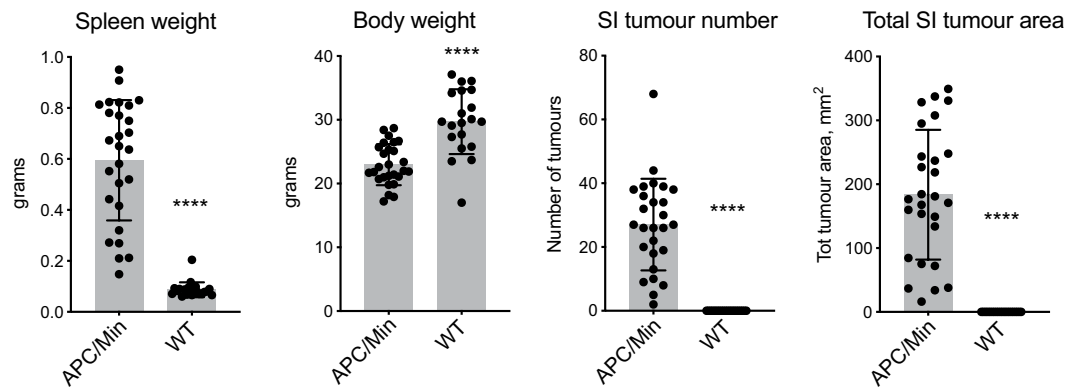 Spleen weight
grams
1.0
0.8
0.6
0.4
0.2
0.0
****
APC/Min
WT
Body weight
grams
40
30
20
10
0
****
APC/Min
WT
SI tumour number
Number of tumours
80
60
40
20
0
****
APC/Min
WT
Total SI tumour area
Tot tumour area, mm²
400
300
200
100
0
****
APC/Min
WT